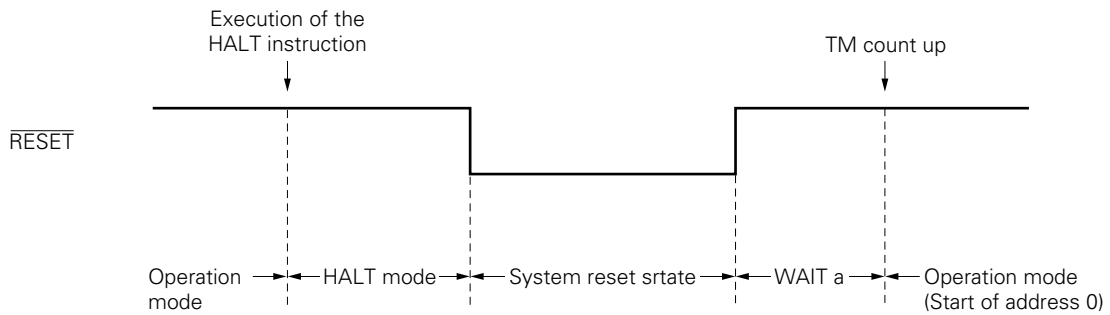 Execution of the
HALT instruction
TM count up
RESET
Operation
mode
HALT mode
System reset srtate
WAIT a
Operation mode
(Start of address 0)